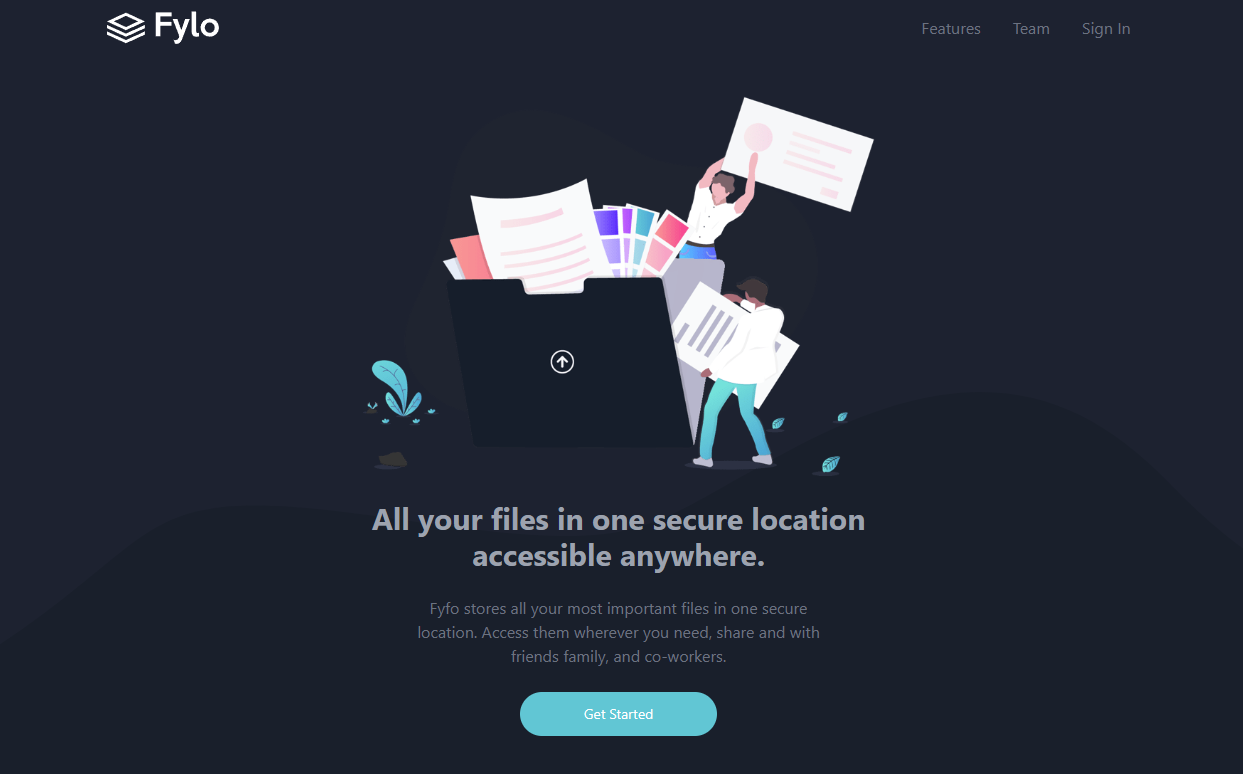 Fylo
Features
Team
Sign In
All your files in one secure location
accessible anywhere.
Fyfo stores all your most important files in one secure
location. Access them wherever you need, share and with
friends family, and co-workers.
Get Started